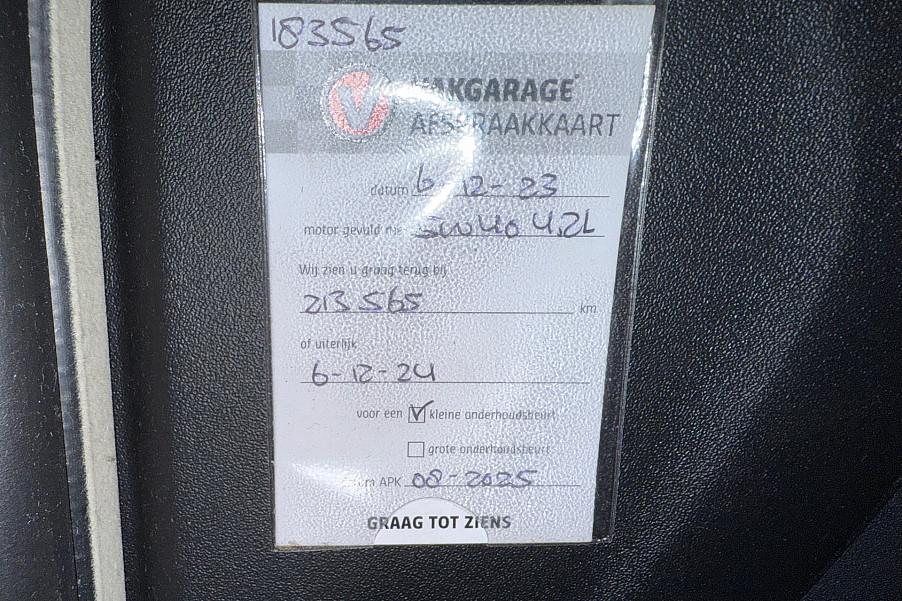 183565
VAKGARAGE
AFSPRAAKKAART
datum 6-12-23
motor gevuld met 5W40 4,2L
Wij zien u graag terug bij
213565 km
of uiterlijk
6-12-24
voor een kleine onderhoudsbeurt
grote onderhoudsbeurt
APK 08-2025
GRAAG TOT ZIENS